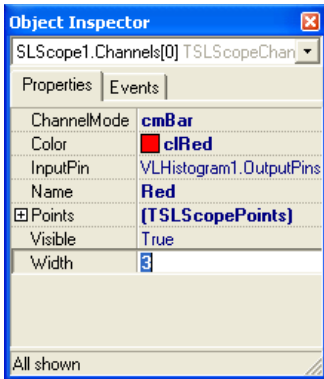 Object Inspector
SLScope1.Channels[0] TSLScopeChan
Properties Events
ChannelMode cmBar
Color clRed
InputPin VLHistogram1.OutputPins
Name Red
Points (TSLScopePoints)
Visible True
Width 3
All shown